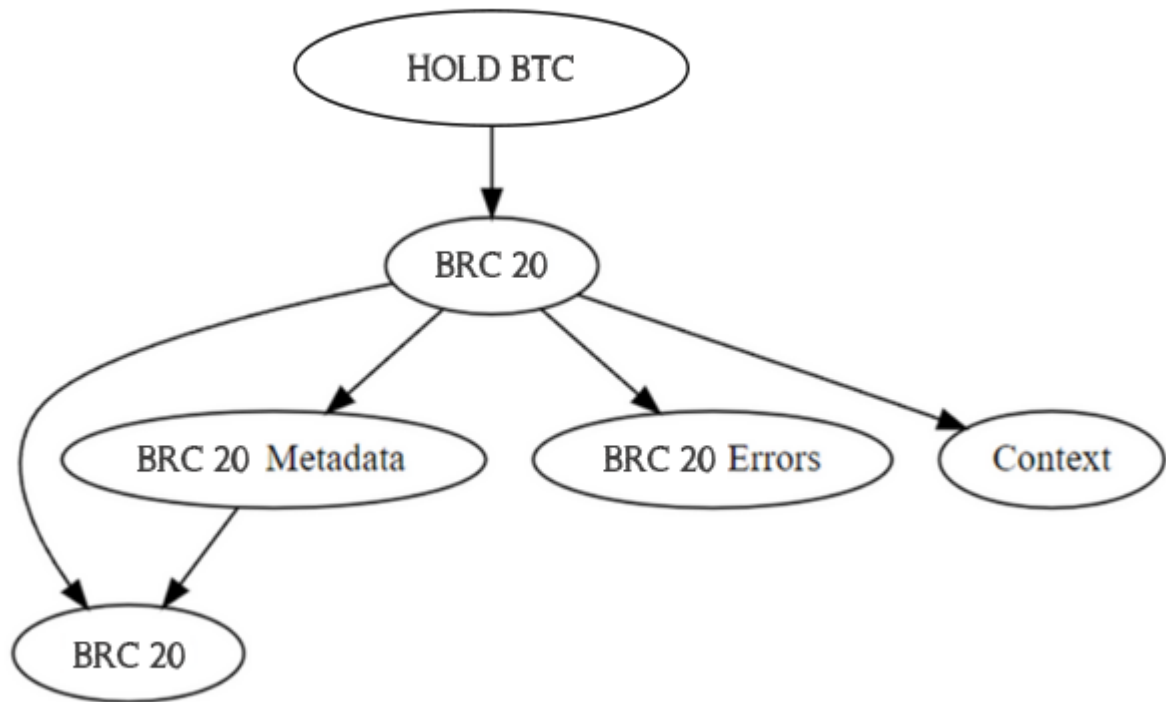 HOLD BTC
BRC 20
BRC 20 Metadata
BRC 20 Errors
Context
BRC 20